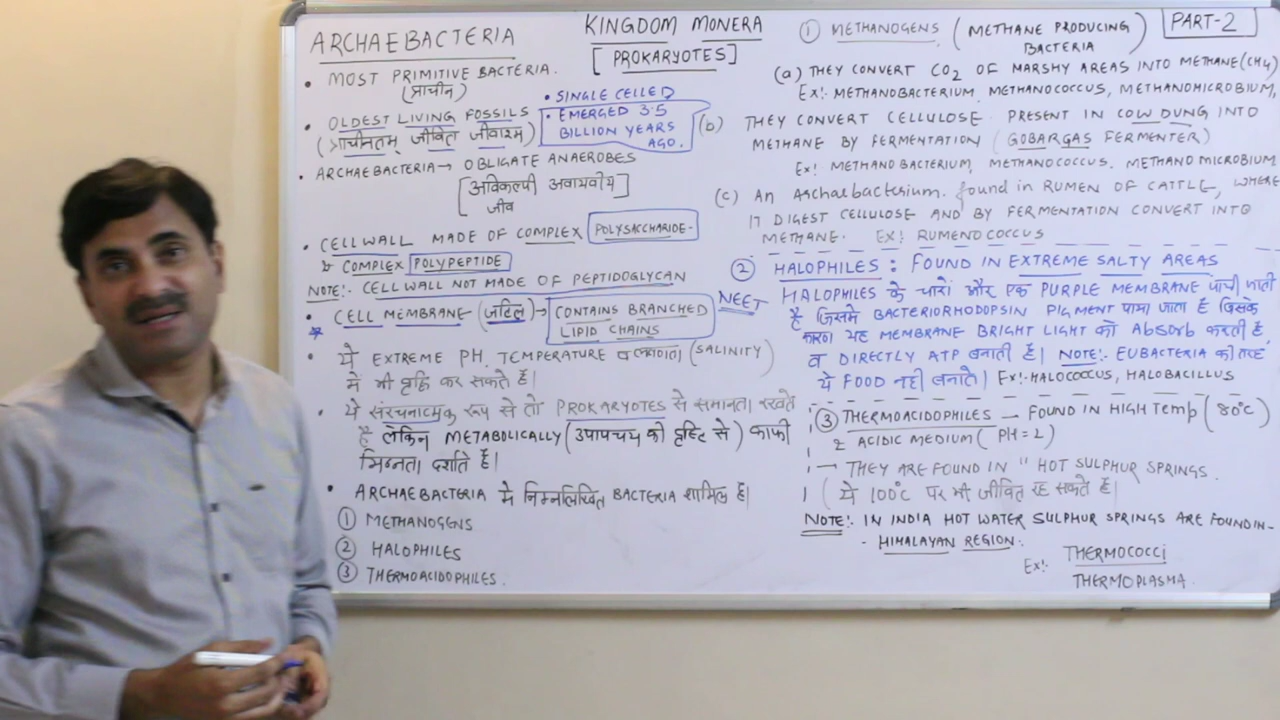 KINGDOM MONERA
[PROKARYOTES]
PART-2
ARCHAEBACTERIA
• MOST PRIMITIVE BACTERIA.
(प्राचीन)
• OLDEST LIVING FOSSILS
(प्राचीनतम् जीवित जीवाश्म)
• SINGLE CELLED
• EMERGED 3.5
BILLION YEARS
AGO.
• ARCHAEBACTERIA → OBLIGATE ANAEROBES
[अविकल्पी अवायवीय
जीव]
• CELLWALL MADE OF COMPLEX POLYSACCHARIDE-
& COMPLEX POLYPEPTIDE
NOTE:- CELLWALL NOT MADE OF PEPTIDOGLYCAN
• CELL MEMBRANE (जटिल) → CONTAINS BRANCHED
LIPID CHAINS
NEET
• ये EXTREME PH, TEMPERATURE व लवणता (SALINITY)
में भी वृद्धि कर सकते हैं।
• ये संरचनात्मक रूप से तो PROKARYOTES से समानता रखते
है लेकिन METABOLICALLY (उपापचय की दृष्टि से) काफी
भिन्नता दर्शाते हैं।
• ARCHAEBACTERIA मे निम्नलिखित BACTERIA शामिल है।
① METHANOGENS
② HALOPHILES
③ THERMOACIDOPHILES.
① METHANOGENS (METHANE PRODUCING
BACTERIA)
(a) THEY CONVERT CO2 OF MARSHY AREAS INTO METHANE (CH4)
Ex:- METHANOBACTERIUM, METHANOCOCCUS, METHANOMICROBIUM,
(b) THEY CONVERT CELLULOSE PRESENT IN COW DUNG INTO
METHANE BY FERMENTATION (GOBARGAS FERMENTER)
Ex: METHANOBACTERIUM, METHANOCOCCUS. METHANOMICROBIUM
(c) An Archaebacterium. found in RUMEN OF CATTLE, WHERE
IT DIGEST CELLULOSE AND BY FERMENTATION CONVERT INTO
METHANE. EX: RUMENOCOCCUS
② HALOPHILES: FOUND IN EXTREME SALTY AREAS
HALOPHILES के चारों और एक PURPLE MEMBRANE पायी जाती
है जिसमे BACTERIORHODOPSIN PIGMENT पाया जाता है जिसके
कारण यह MEMBRANE BRIGHT LIGHT को Absorb करती है
व DIRECTLY ATP बनाती है। NOTE:- EUBACTERIA की तरह
ये FOOD नही बनाते। Ex:- HALOCOCCUS, HALOBACILLUS
③ THERMOACIDOPHILES – FOUND IN HIGH Temp (80°C)
& ACIDIC MEDIUM (PH=2)
→ THEY ARE FOUND IN "HOT SULPHUR SPRINGS.
(ये 100°C पर भी जीवित रह सकते हैं।
NOTE:- IN INDIA HOT WATER SULPHUR SPRINGS ARE FOUND IN-
- HIMALAYAN REGION.
Ex:- THERMOCOCCI
THERMOPLASMA.